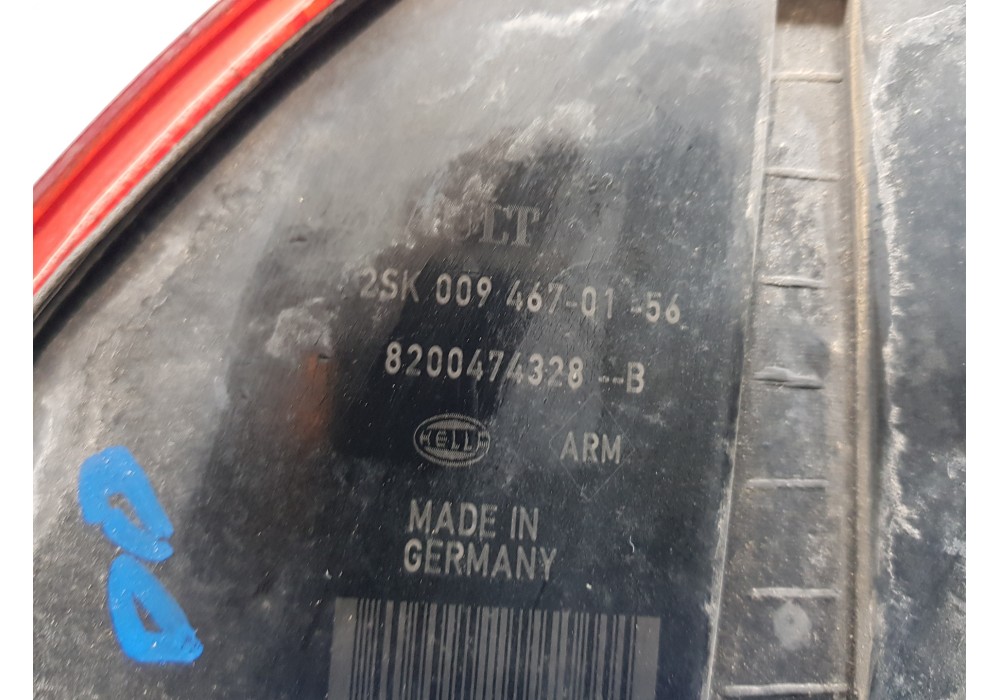 2SK 009 467-01 -56
8200474328 --B
HELLA ARM
MADE IN
GERMANY